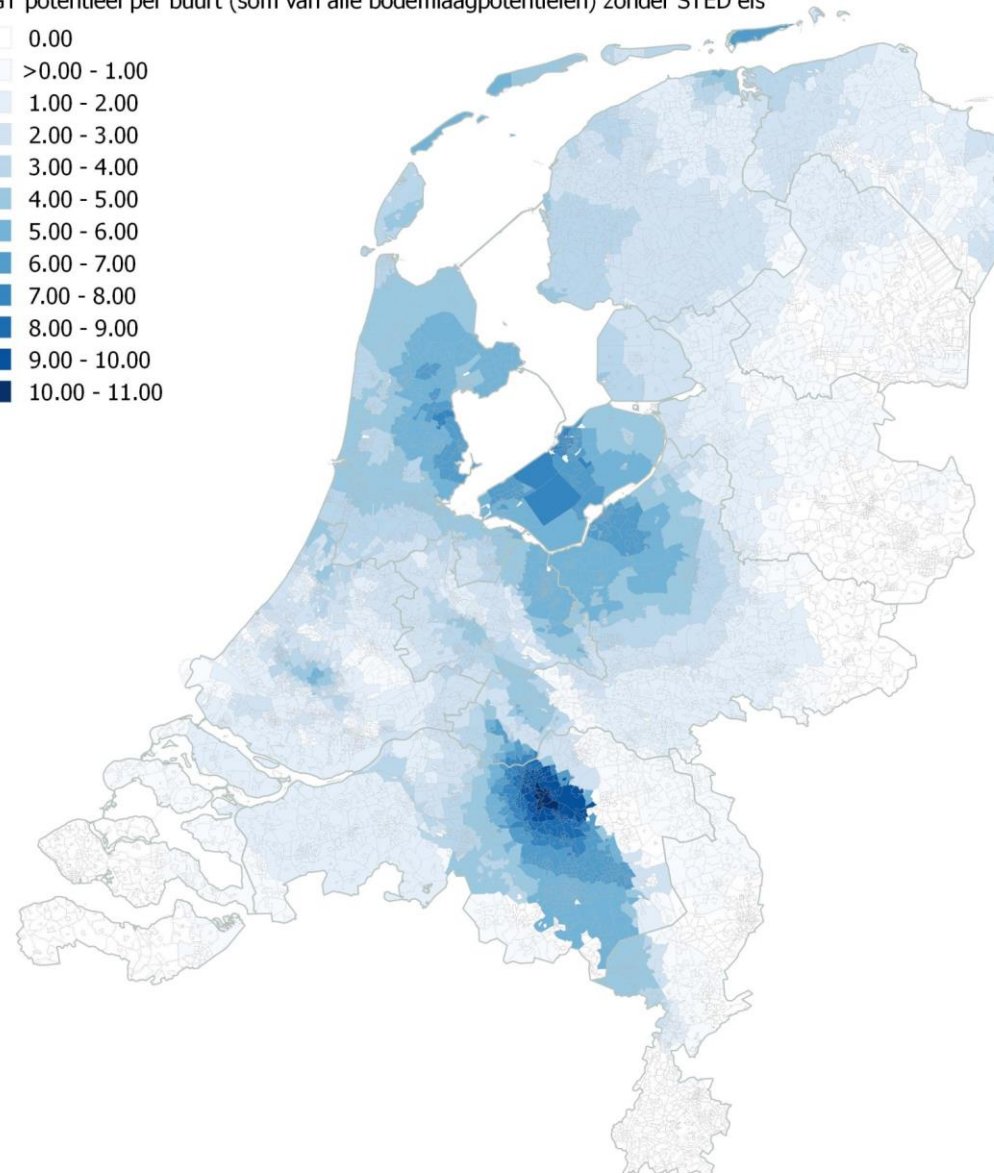 potentieel per buurt (som van alle bodemlaagpotentiëlen) zonder STED eis
0.00
>0.00 - 1.00
1.00 - 2.00
2.00 - 3.00
3.00 - 4.00
4.00 - 5.00
5.00 - 6.00
6.00 - 7.00
7.00 - 8.00
8.00 - 9.00
9.00 - 10.00
10.00 - 11.00